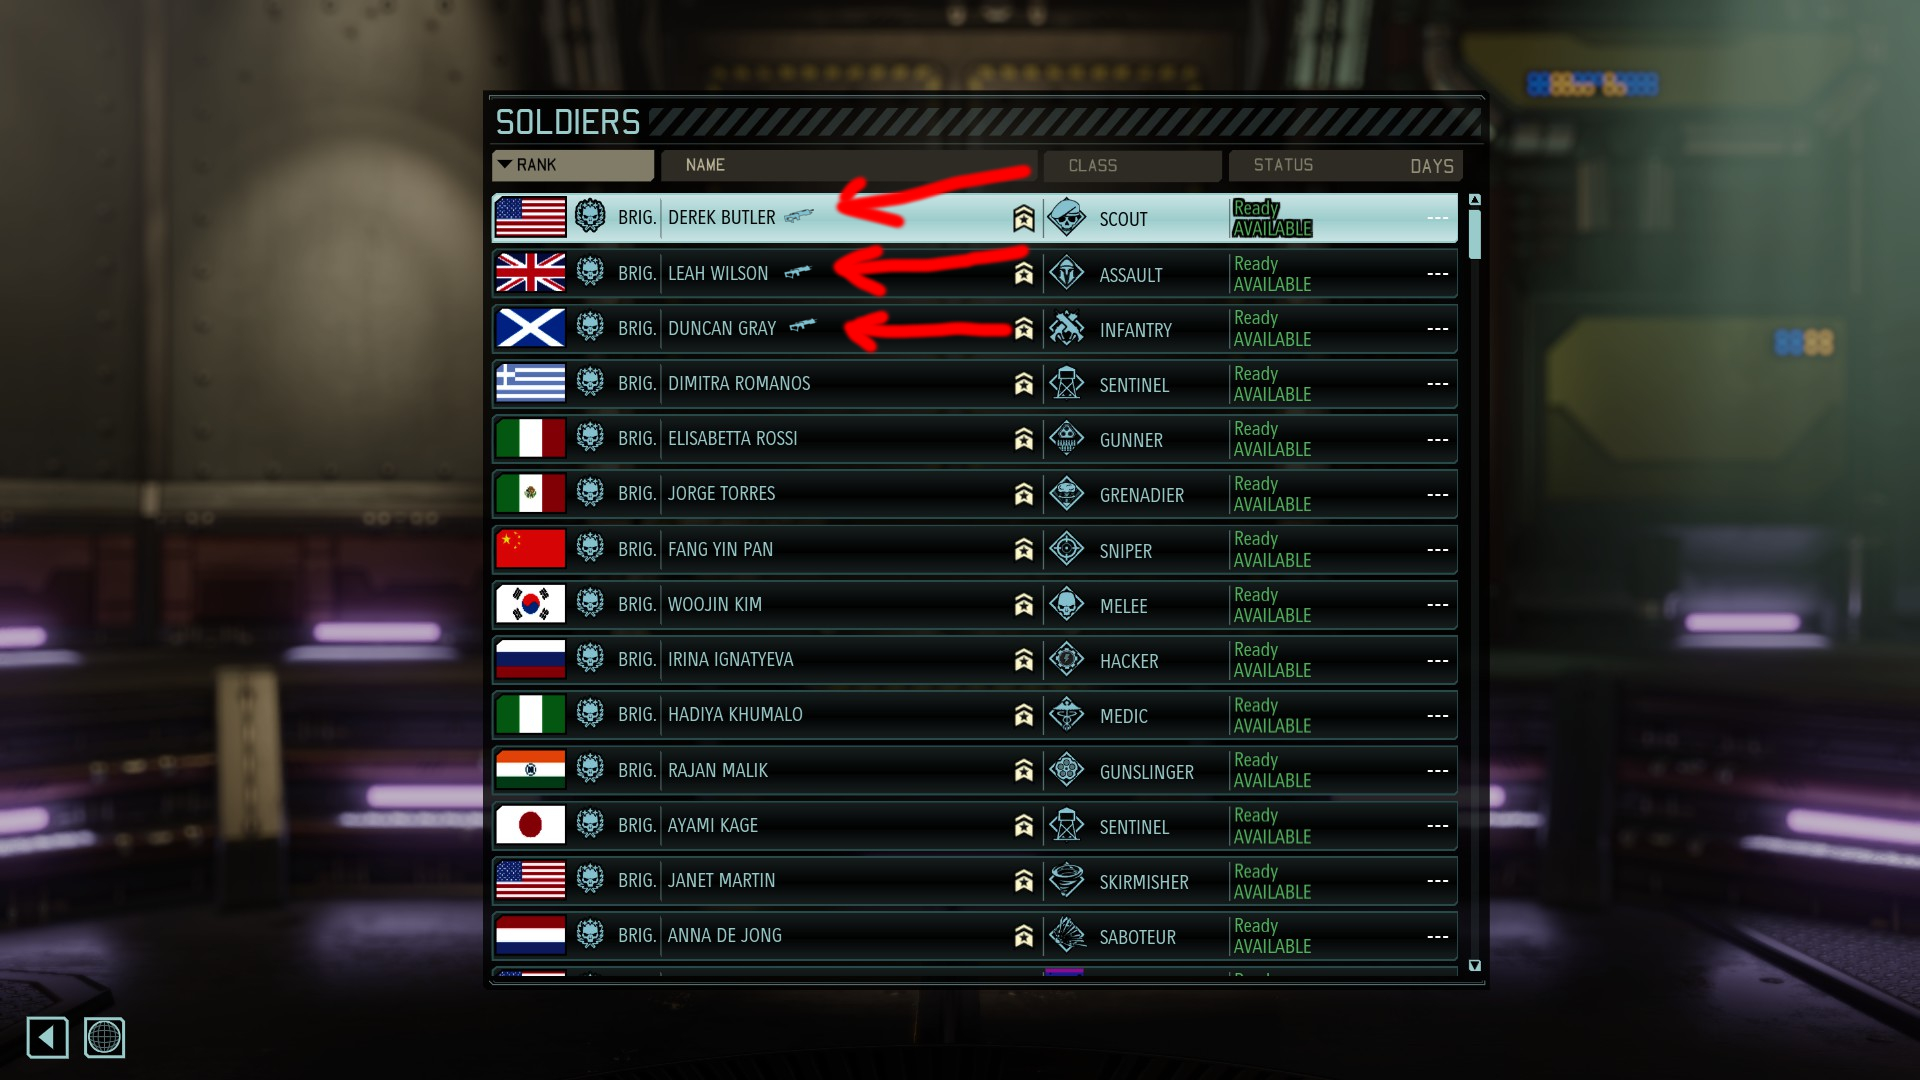 SOLDIERS
RANK NAME CLASS STATUS DAYS
BRIG. DEREK BUTLER SCOUT Ready AVAILABLE ---
BRIG. LEAH WILSON ASSAULT Ready AVAILABLE ---
BRIG. DUNCAN GRAY INFANTRY Ready AVAILABLE ---
BRIG. DIMITRA ROMANOS SENTINEL Ready AVAILABLE ---
BRIG. ELISABETTA ROSSI GUNNER Ready AVAILABLE ---
BRIG. JORGE TORRES GRENADIER Ready AVAILABLE ---
BRIG. FANG YIN PAN SNIPER Ready AVAILABLE ---
BRIG. WOOJIN KIM MELEE Ready AVAILABLE ---
BRIG. IRINA IGNATYEVA HACKER Ready AVAILABLE ---
BRIG. HADIYA KHUMALO MEDIC Ready AVAILABLE ---
BRIG. RAJAN MALIK GUNSLINGER Ready AVAILABLE ---
BRIG. AYAMI KAGE SENTINEL Ready AVAILABLE ---
BRIG. JANET MARTIN SKIRMISHER Ready AVAILABLE ---
BRIG. ANNA DE JONG SABOTEUR Ready AVAILABLE ---